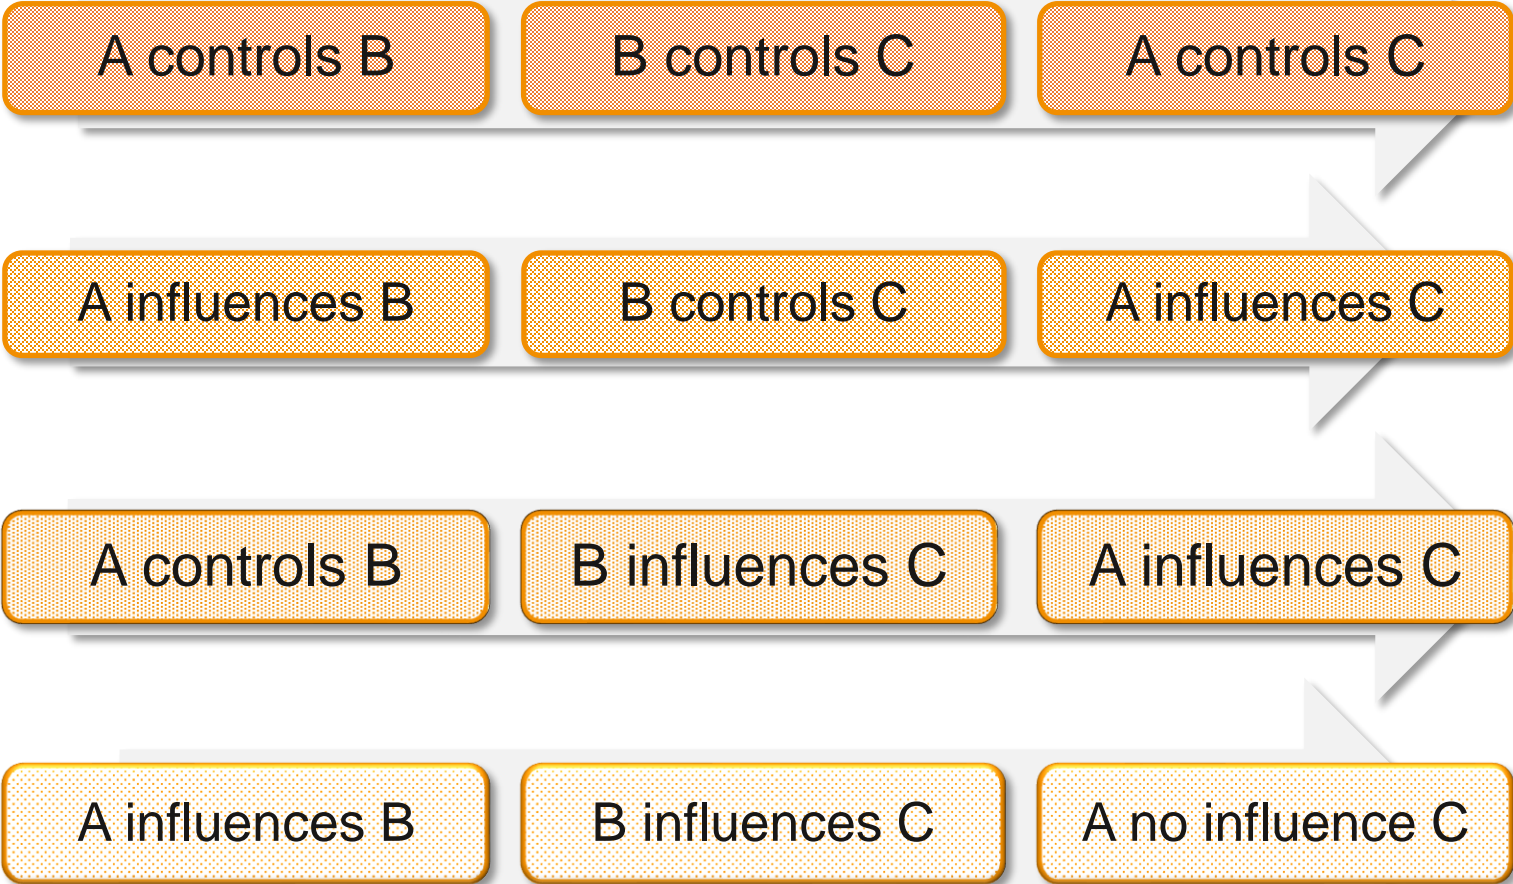 A controls B
B controls C
A controls C
A influences B
B controls C
A influences C
A controls B
B influences C
A influences C
A influences B
B influences C
A no influence C